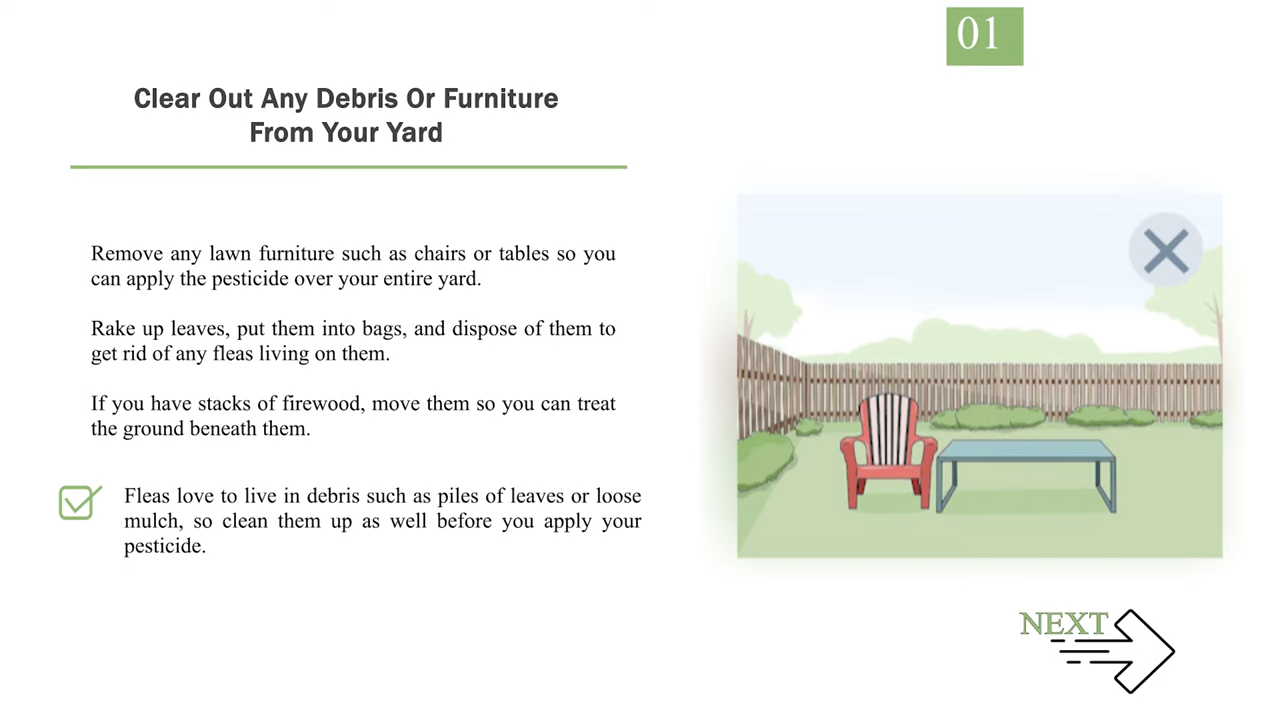 01
Clear Out Any Debris Or Furniture
From Your Yard
Remove any lawn furniture such as chairs or tables so you
can apply the pesticide over your entire yard.
Rake up leaves, put them into bags, and dispose of them to
get rid of any fleas living on them.
If you have stacks of firewood, move them so you can treat
the ground beneath them.
Fleas love to live in debris such as piles of leaves or loose
mulch, so clean them up as well before you apply your
pesticide.
NEXT